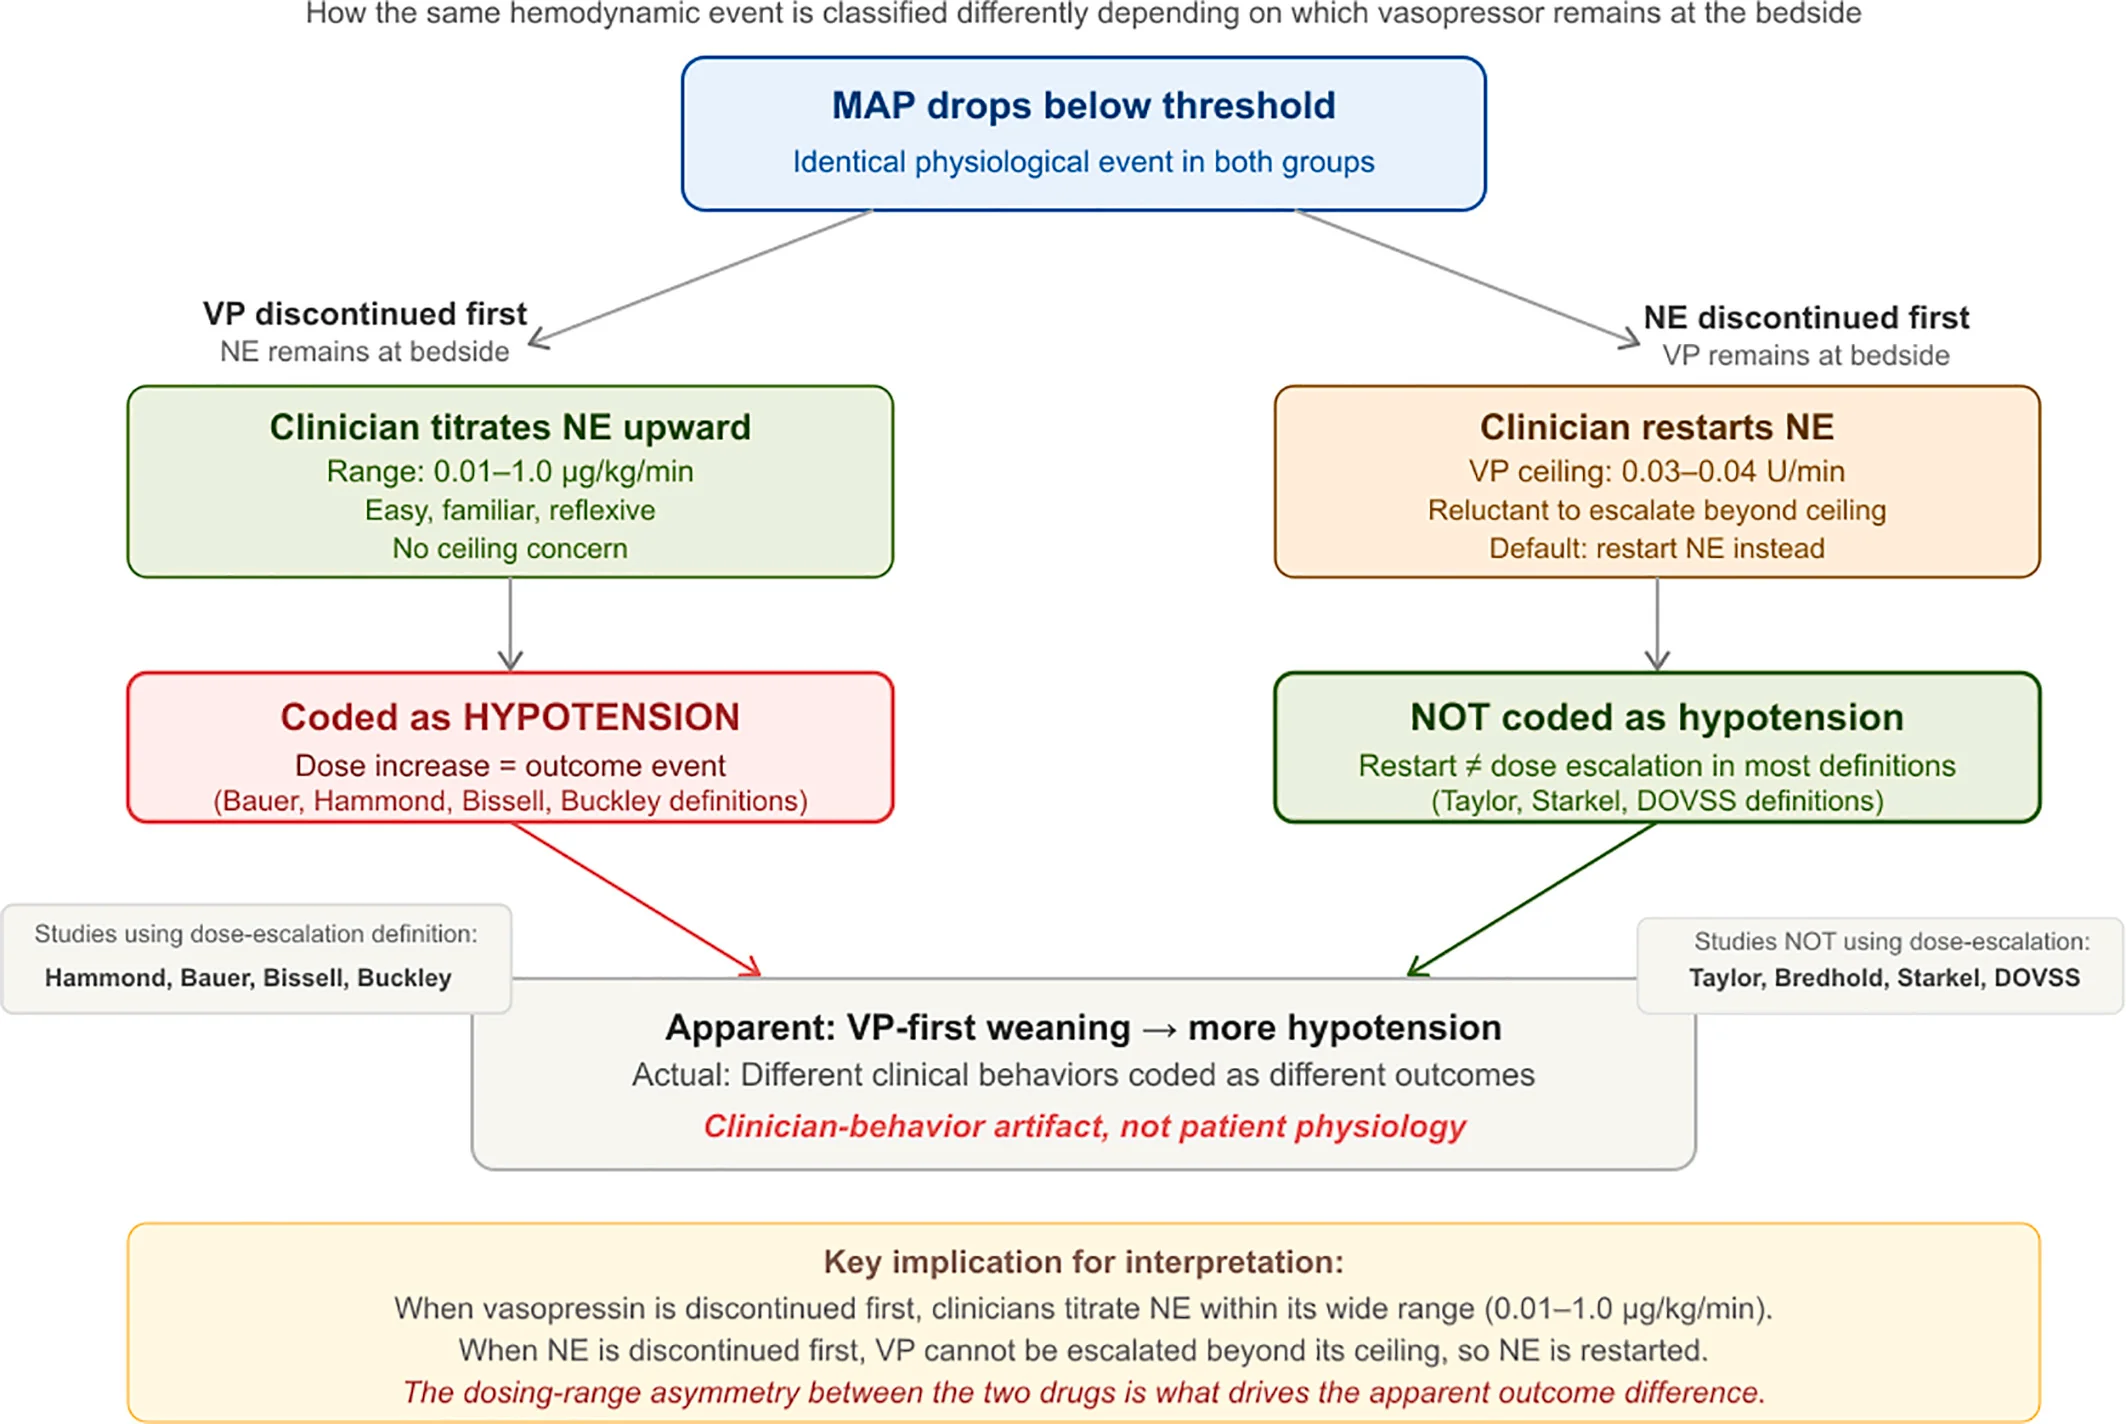 How the same hemodynamic event is classified differently depending on which vasopressor remains at the bedside
MAP drops below threshold
Identical physiological event in both groups
VP discontinued first
NE remains at bedside
NE discontinued first
VP remains at bedside
Clinician titrates NE upward
Range: 0.01–1.0 µg/kg/min
Easy, familiar, reflexive
No ceiling concern
Clinician restarts NE
VP ceiling: 0.03–0.04 U/min
Reluctant to escalate beyond ceiling
Default: restart NE instead
Coded as HYPOTENSION
Dose increase = outcome event
(Bauer, Hammond, Bissell, Buckley definitions)
NOT coded as hypotension
Restart ≠ dose escalation in most definitions
(Taylor, Starkel, DOVSS definitions)
Studies using dose-escalation definition:
Hammond, Bauer, Bissell, Buckley
Studies NOT using dose-escalation:
Taylor, Bredhold, Starkel, DOVSS
Apparent: VP-first weaning → more hypotension
Actual: Different clinical behaviors coded as different outcomes
Clinician-behavior artifact, not patient physiology
Key implication for interpretation:
When vasopressin is discontinued first, clinicians titrate NE within its wide range (0.01–1.0 µg/kg/min).
When NE is discontinued first, VP cannot be escalated beyond its ceiling, so NE is restarted.
The dosing-range asymmetry between the two drugs is what drives the apparent outcome difference.